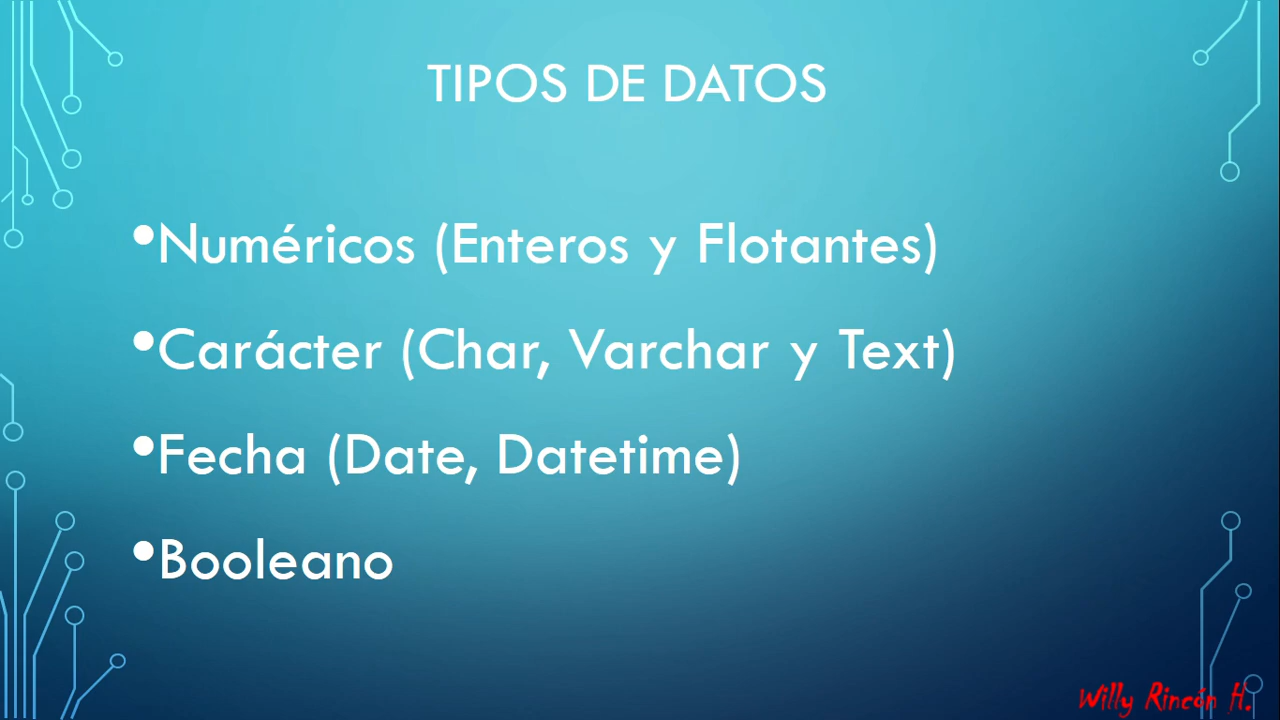 TIPOS DE DATOS
•Numéricos (Enteros y Flotantes)
•Carácter (Char, Varchar y Text)
•Fecha (Date, Datetime)
•Booleano
Willy Rincón H.